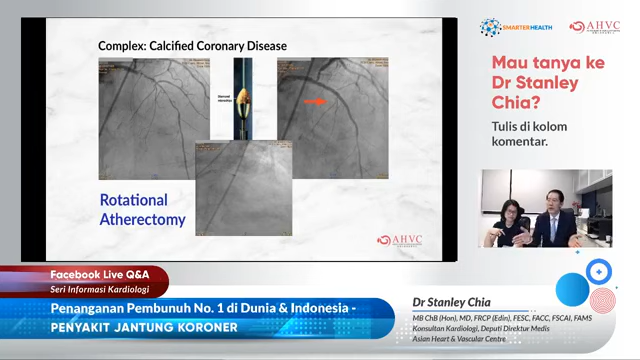 Complex: Calcified Coronary Disease
Rotational
Atherectomy
AHVC
SMARTERHEALTH
AHVC
Mau tanya ke
Dr Stanley
Chia?
Tulis di kolom
komentar.
Facebook Live Q&A
Seri Informasi Kardiologi
Penanganan Pembunuh No. 1 di Dunia & Indonesia -
PENYAKIT JANTUNG KORONER
Dr Stanley Chia
MB ChB (Hon), MD, FRCP (Edin), FESC, FACC, FSCAI, FAMS
Konsultan Kardiologi, Deputi Direktur Medis
Asian Heart & Vascular Centre